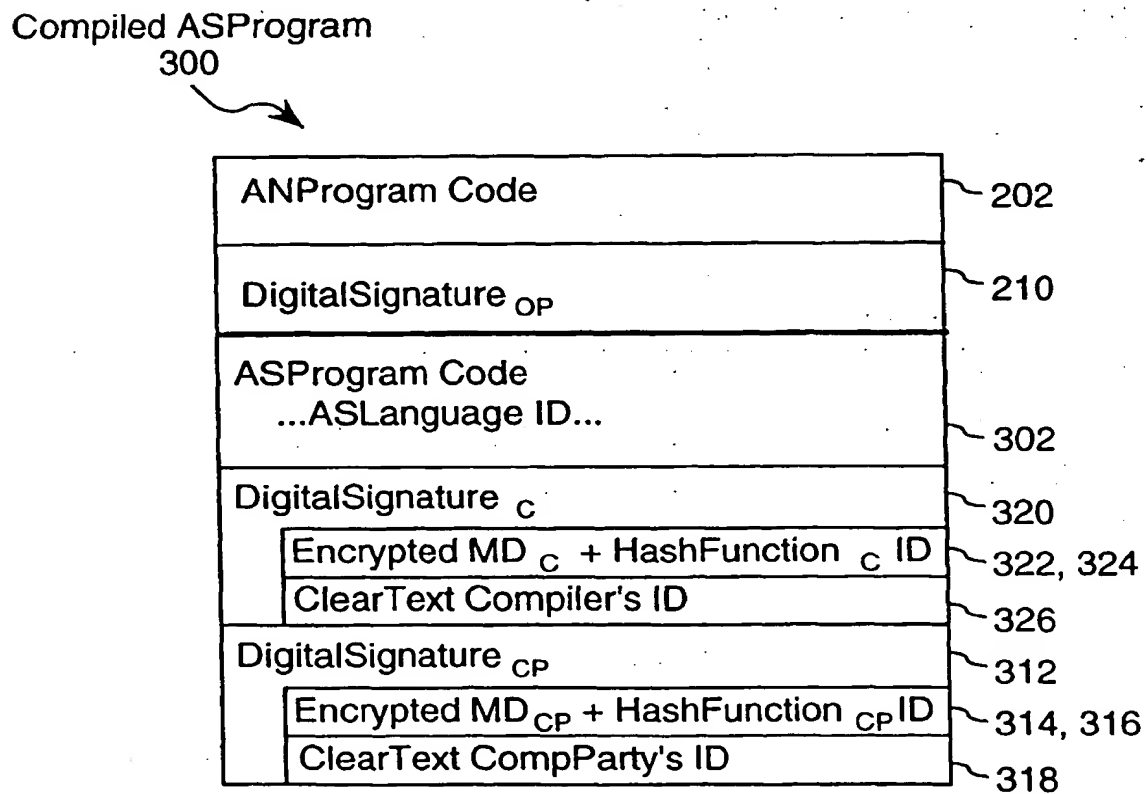 Compiled ASProgram
300
ANProgram Code 202
DigitalSignature OP 210
ASProgram Code
...ASLanguage ID... 302
DigitalSignature C 320
Encrypted MD C + HashFunction C ID 322, 324
ClearText Compiler's ID 326
DigitalSignature CP 312
Encrypted MD CP + HashFunction CP ID 314, 316
ClearText CompParty's ID 318